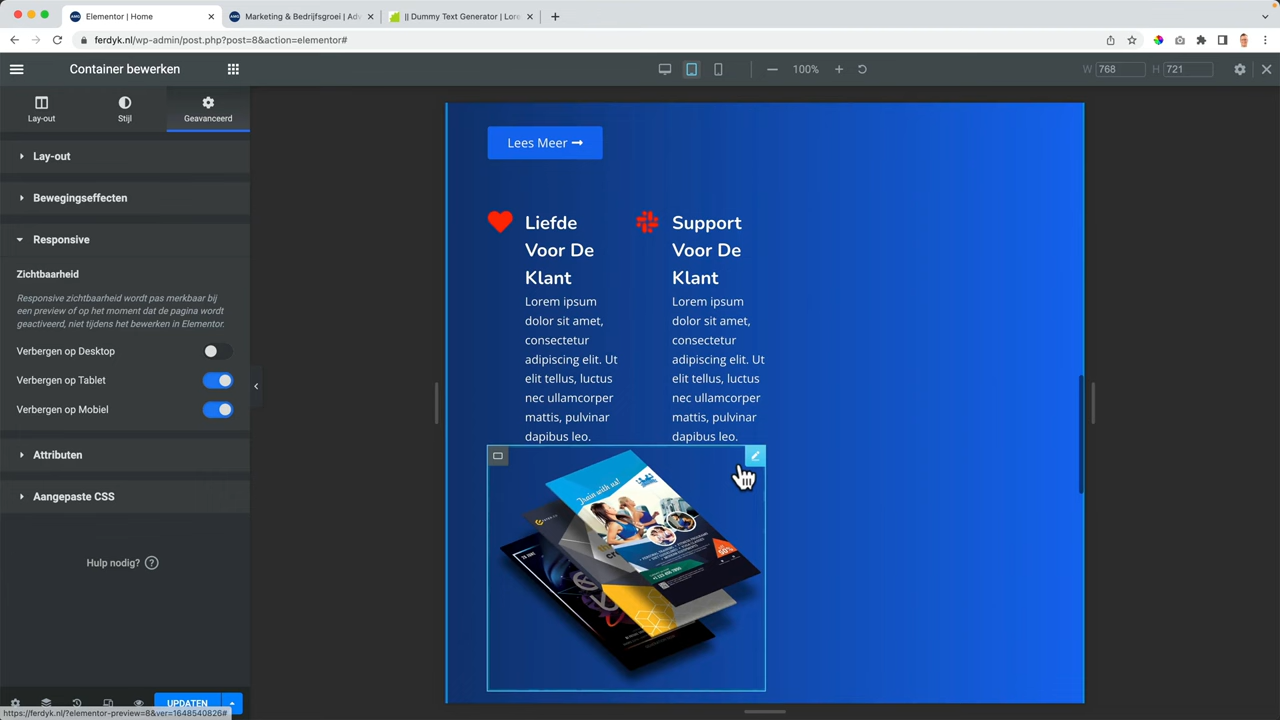 Elementor | Home
Marketing & Bedrijfsgroei | Adv
|| Dummy Text Generator | Lore
ferdyk.nl/wp-admin/post.php?post=8&action=elementor#
Container bewerken
100%
W 768
H 721
Lay-out
Stijl
Geavanceerd
Lay-out
Bewegingseffecten
Responsive
Zichtbaarheid
Responsive zichtbaarheid wordt pas merkbaar bij
een preview of op het moment dat de pagina wordt
geactiveerd, niet tijdens het bewerken in Elementor.
Verbergen op Desktop
Verbergen op Tablet
Verbergen op Mobiel
Attributen
Aangepaste CSS
Hulp nodig? ?
UPDATEN
https://ferdyk.nl/?elementor-preview=8&ver=1648540826#
Lees Meer
Liefde
Voor De
Klant
Lorem ipsum
dolor sit amet,
consectetur
adipiscing elit. Ut
elit tellus, luctus
nec ullamcorper
mattis, pulvinar
dapibus leo.
Support
Voor De
Klant
Lorem ipsum
dolor sit amet,
consectetur
adipiscing elit. Ut
elit tellus, luctus
nec ullamcorper
mattis, pulvinar
dapibus leo.
Train with us!
50%